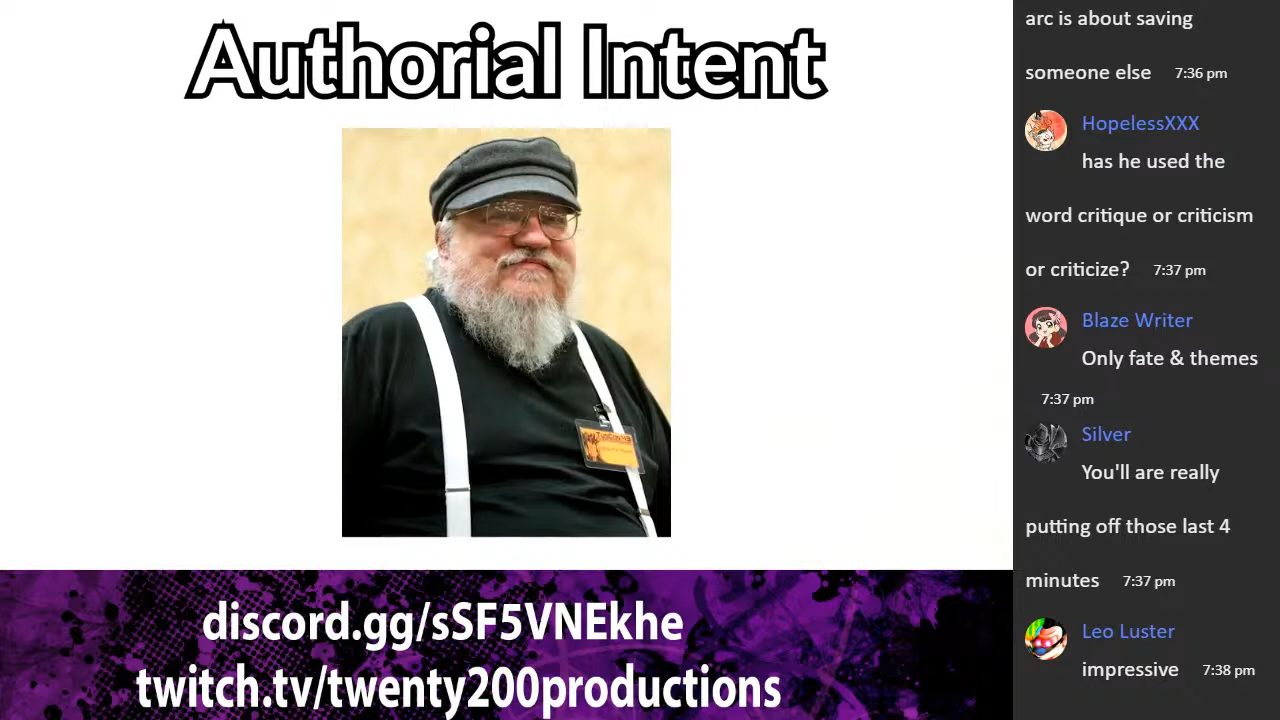 Authorial Intent
discord.gg/sSF5VNEkhe
twitch.tv/twenty200productions
arc is about saving
someone else 7:36 pm
HopelessXXX
has he used the
word critique or criticism
or criticize? 7:37 pm
Blaze Writer
Only fate & themes
7:37 pm
Silver
You'll are really
putting off those last 4
minutes 7:37 pm
Leo Luster
impressive 7:38 pm